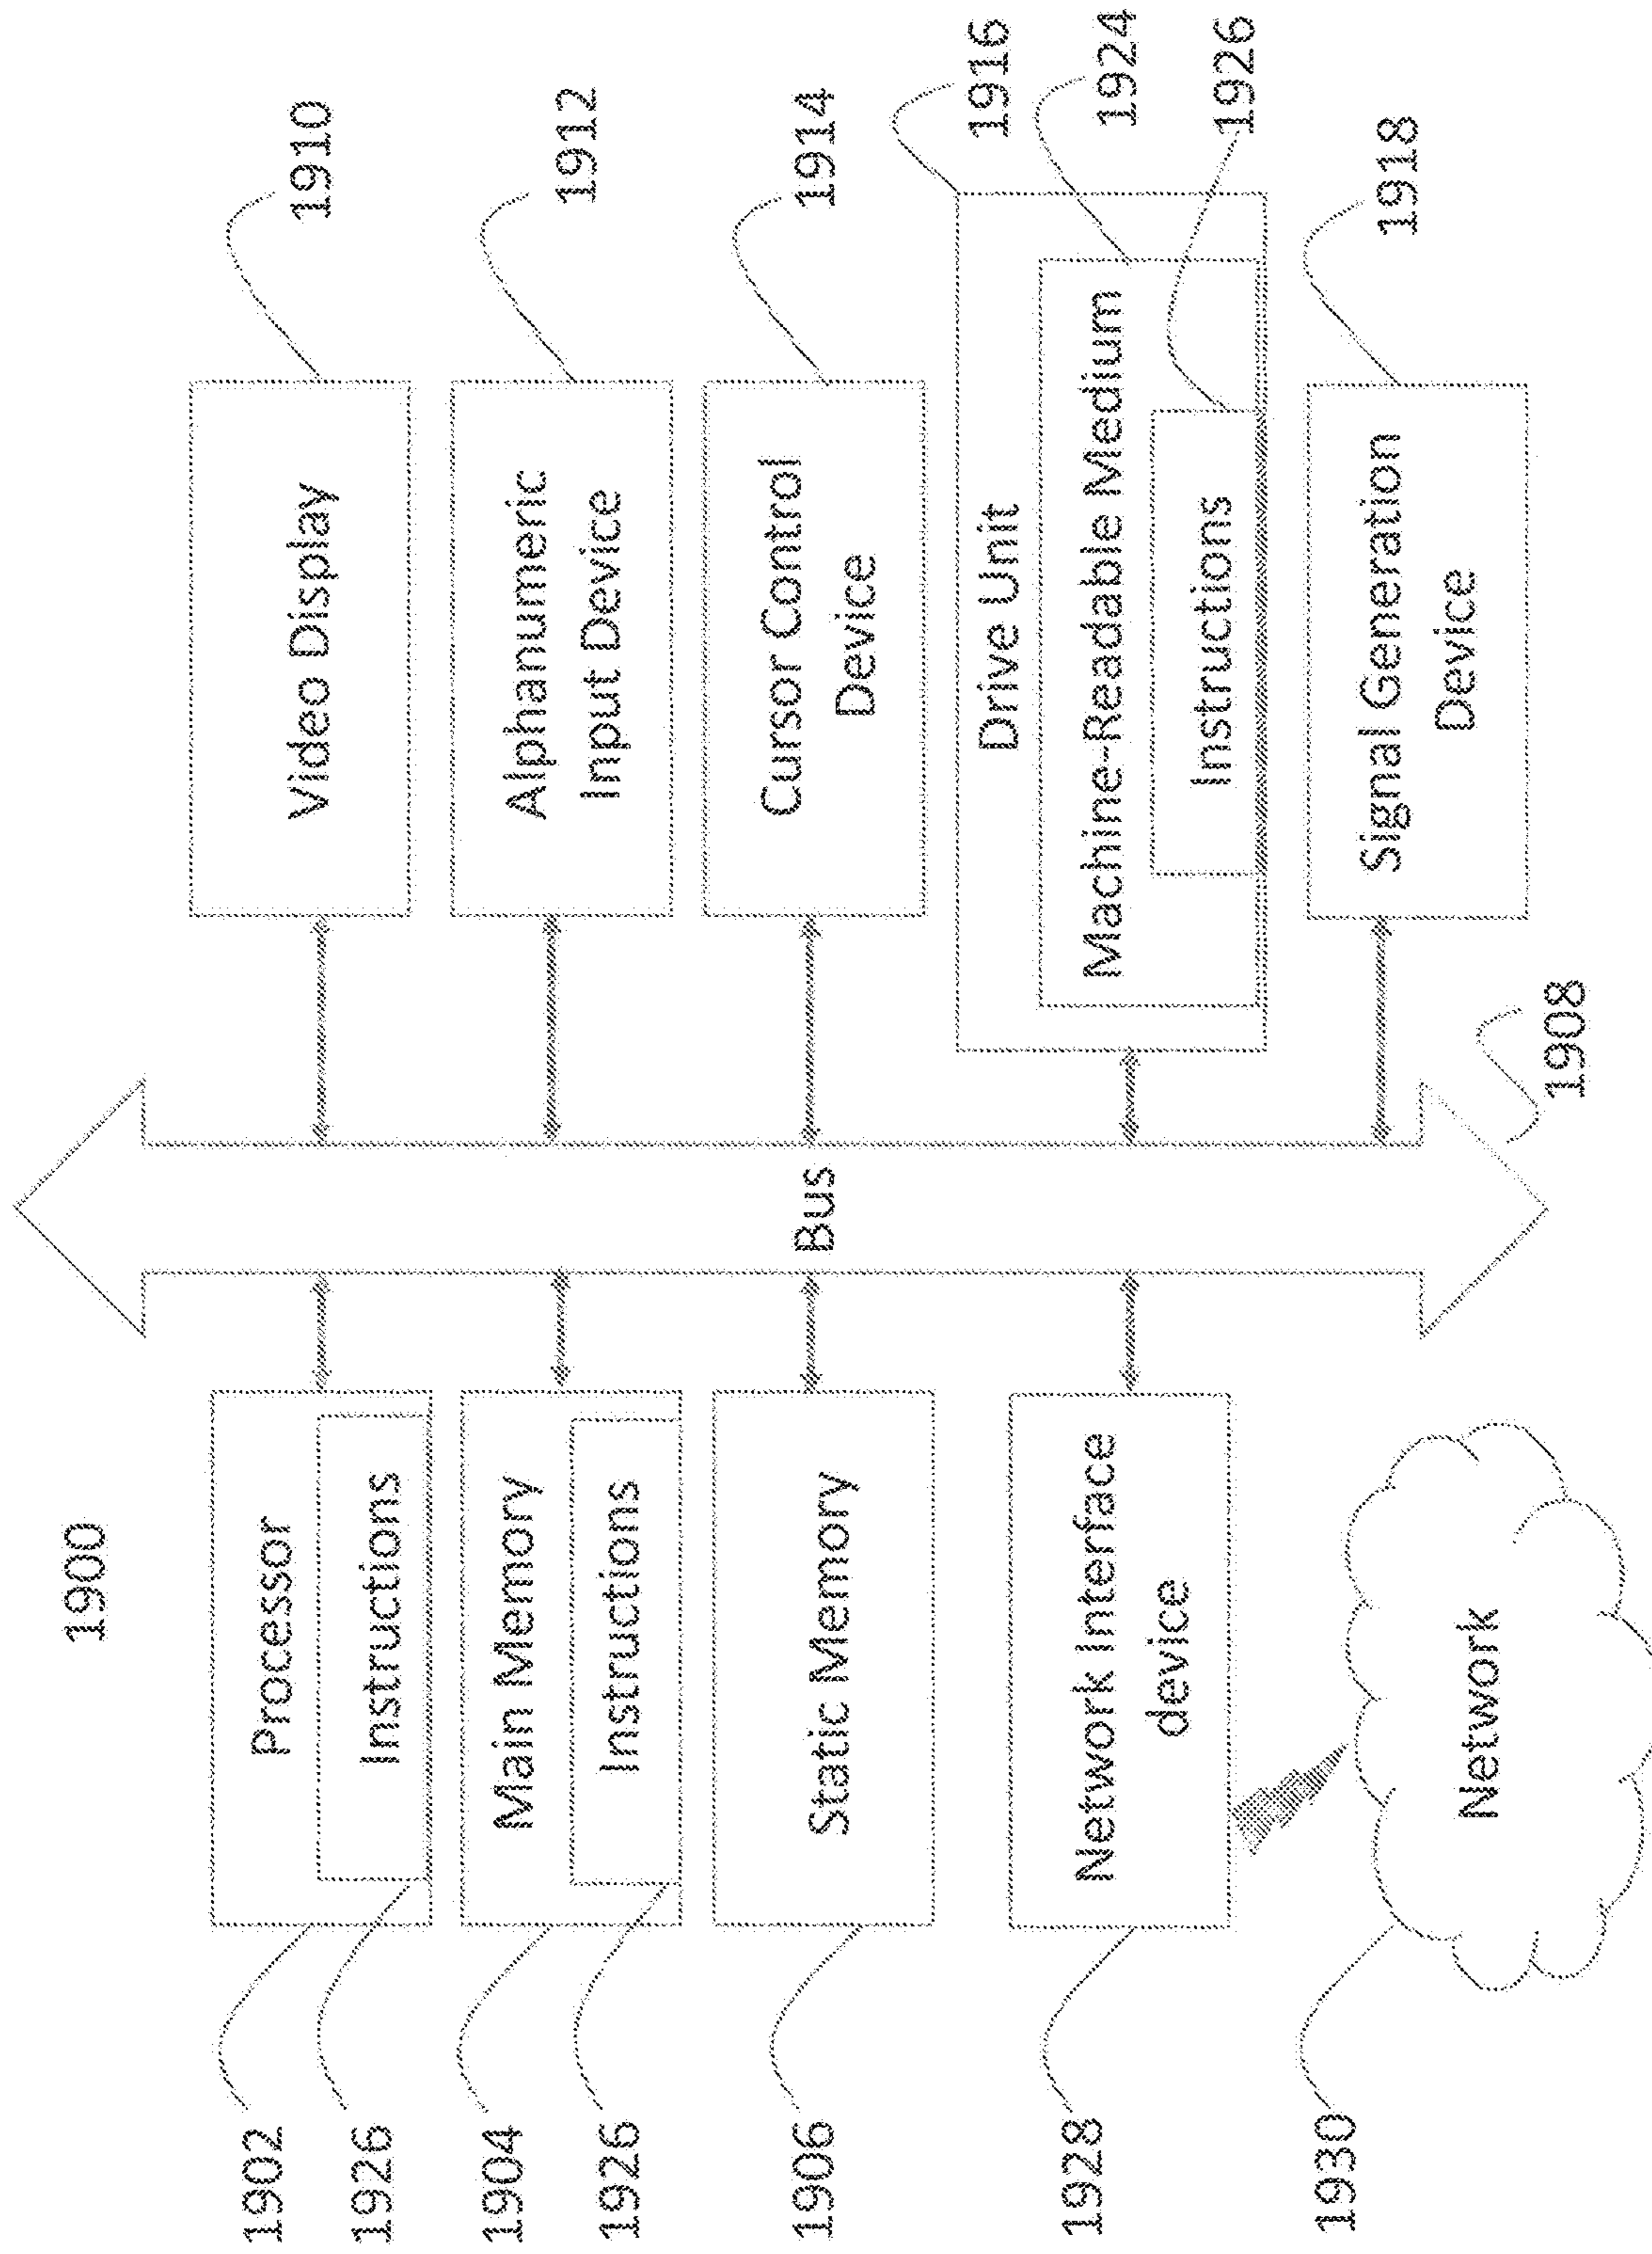 1900
1902
Processor
1926
Instructions
1904
Main Memory
1926
Instructions
1906
Static Memory
1928
Network Interface
device
1930
Network
Bus
1908
Video Display
1910
Alphanumeric
Input Device
1912
Cursor Control
Device
1914
Drive Unit
1916
Machine-Readable Medium
1924
Instructions
1926
Signal Generation
Device
1918